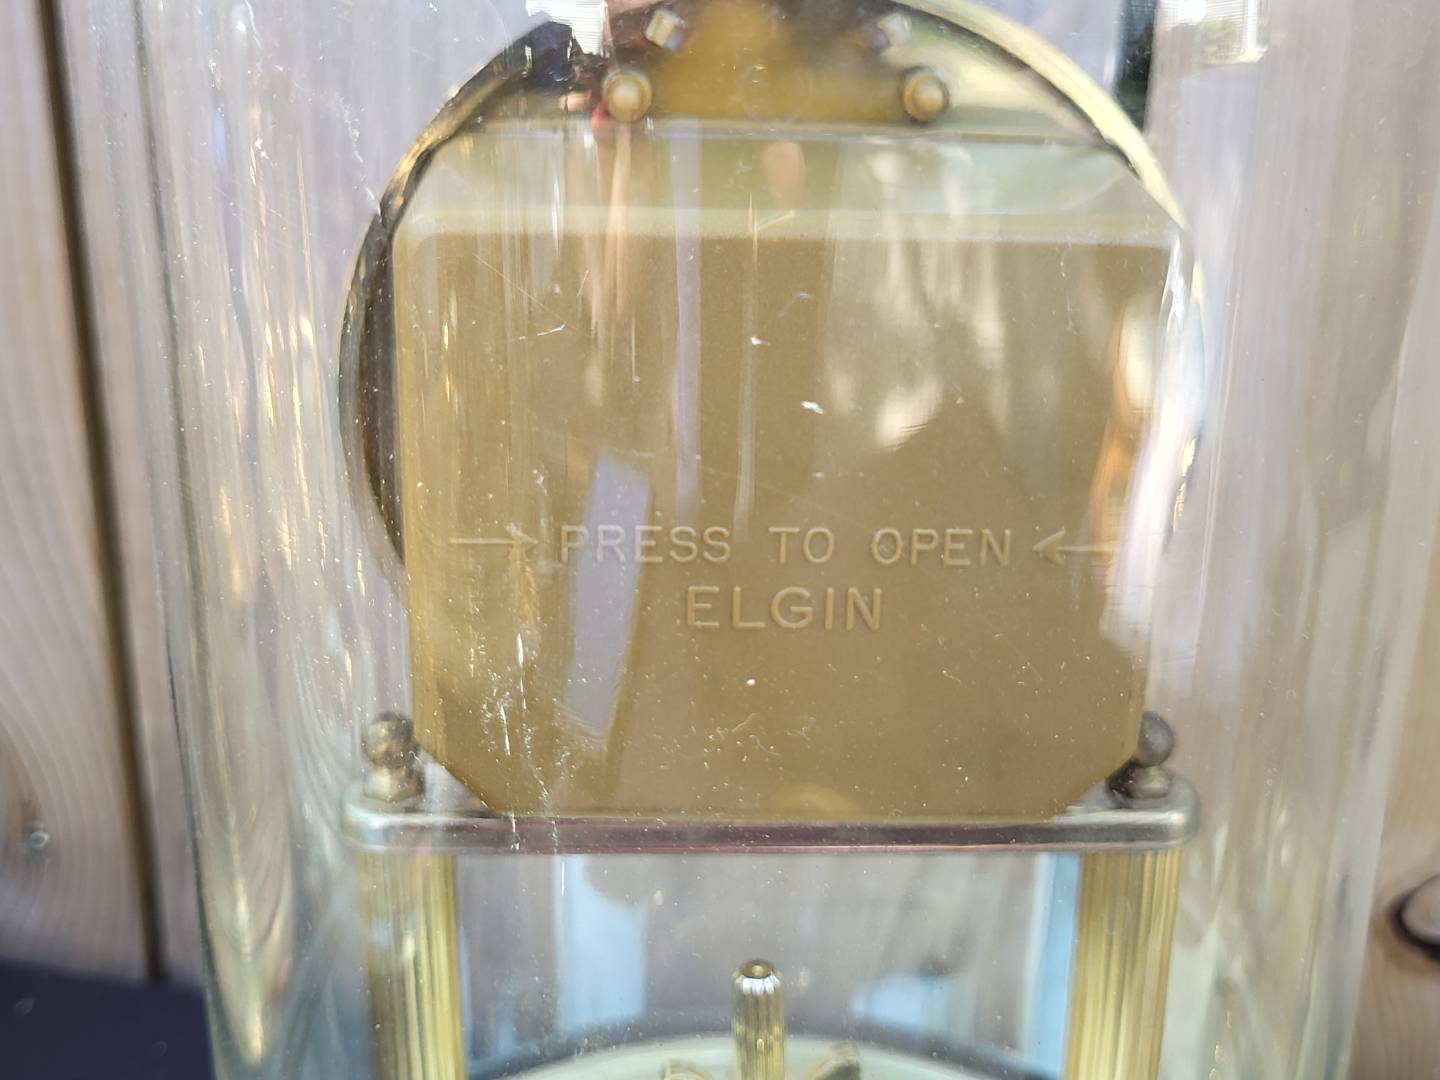 → PRESS TO OPEN ←
ELGIN